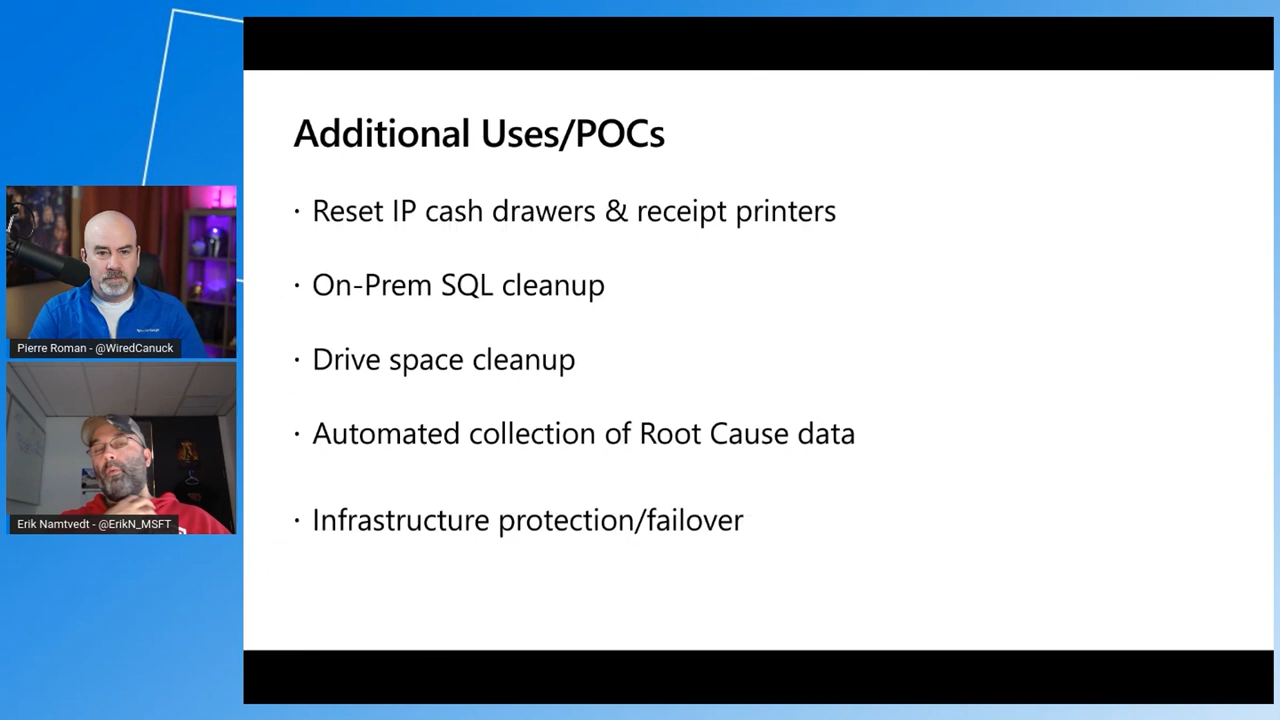 Additional Uses/POCs
· Reset IP cash drawers & receipt printers
· On-Prem SQL cleanup
· Drive space cleanup
· Automated collection of Root Cause data
· Infrastructure protection/failover
Pierre Roman - @WiredCanuck
Erik Namtvedt - @ErikN_MSFT